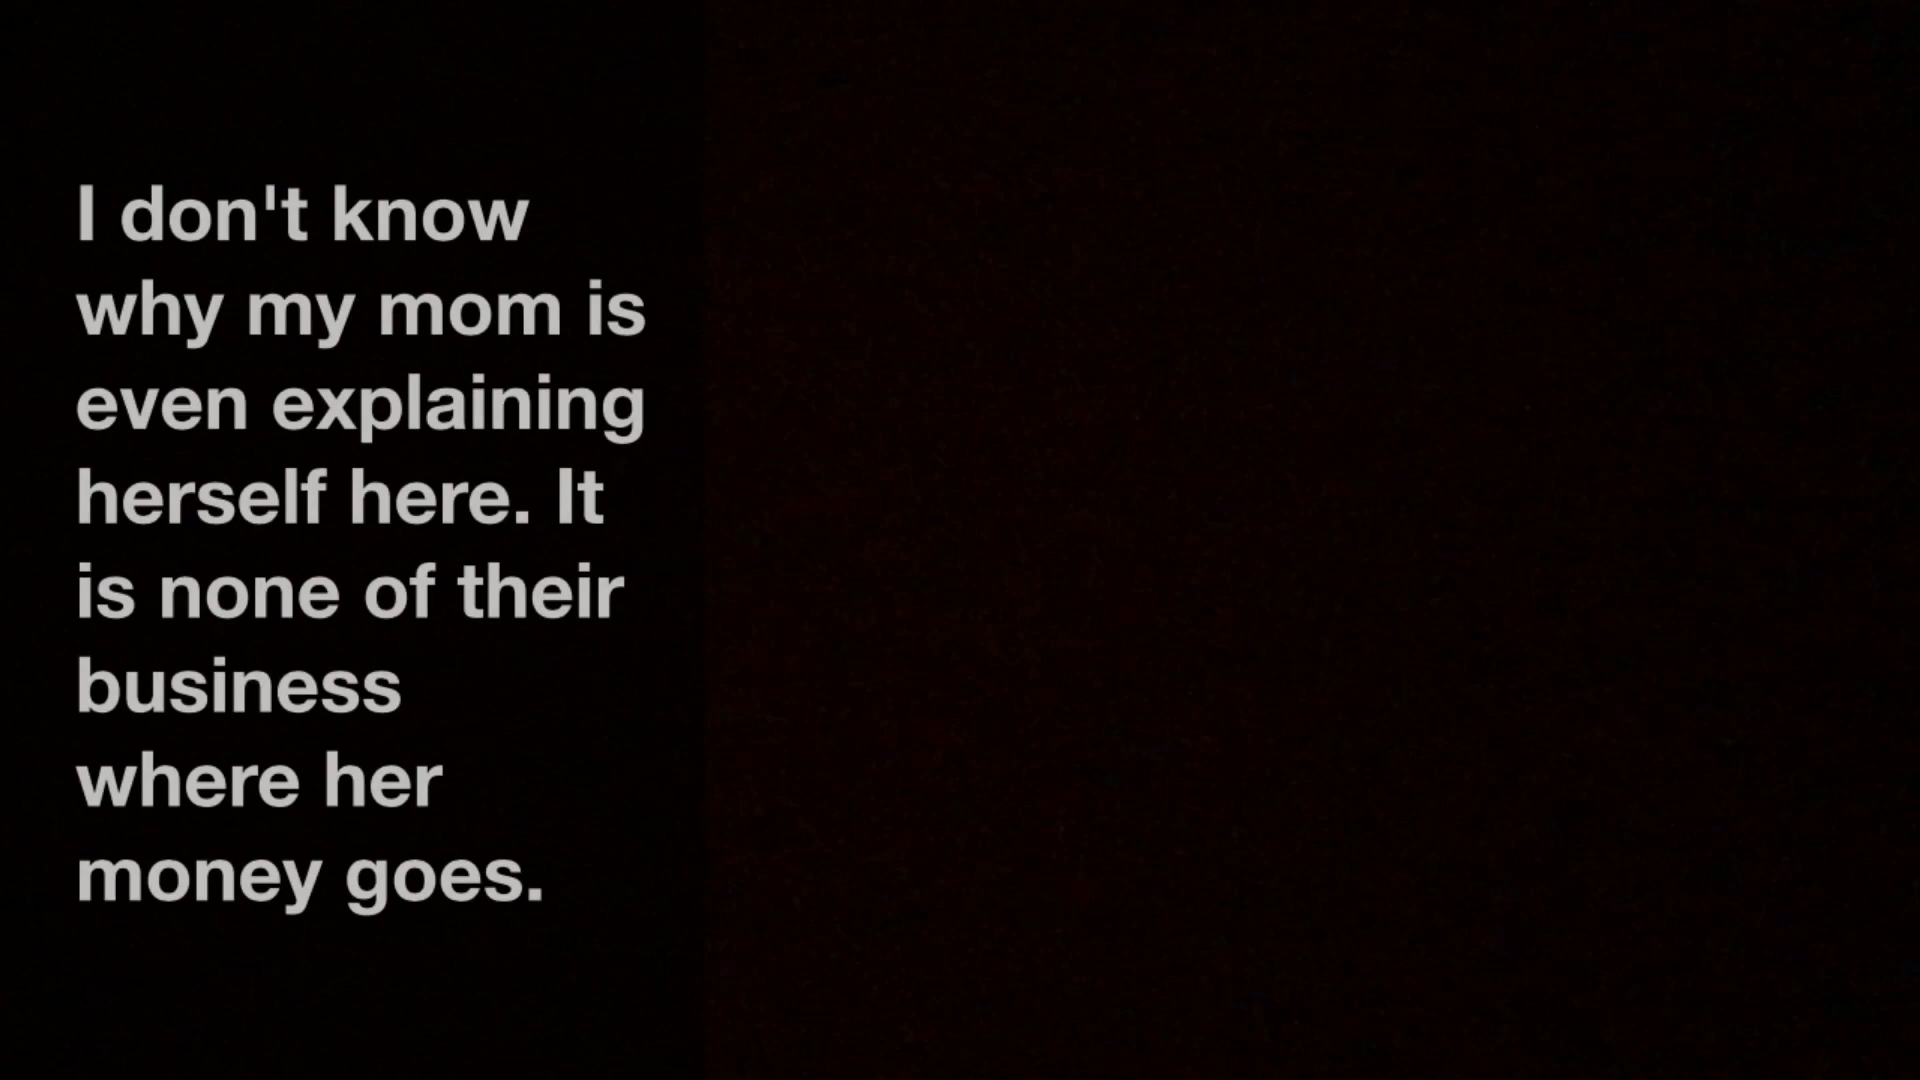 I don't know
why my mom is
even explaining
herself here. It
is none of their
business
where her
money goes.